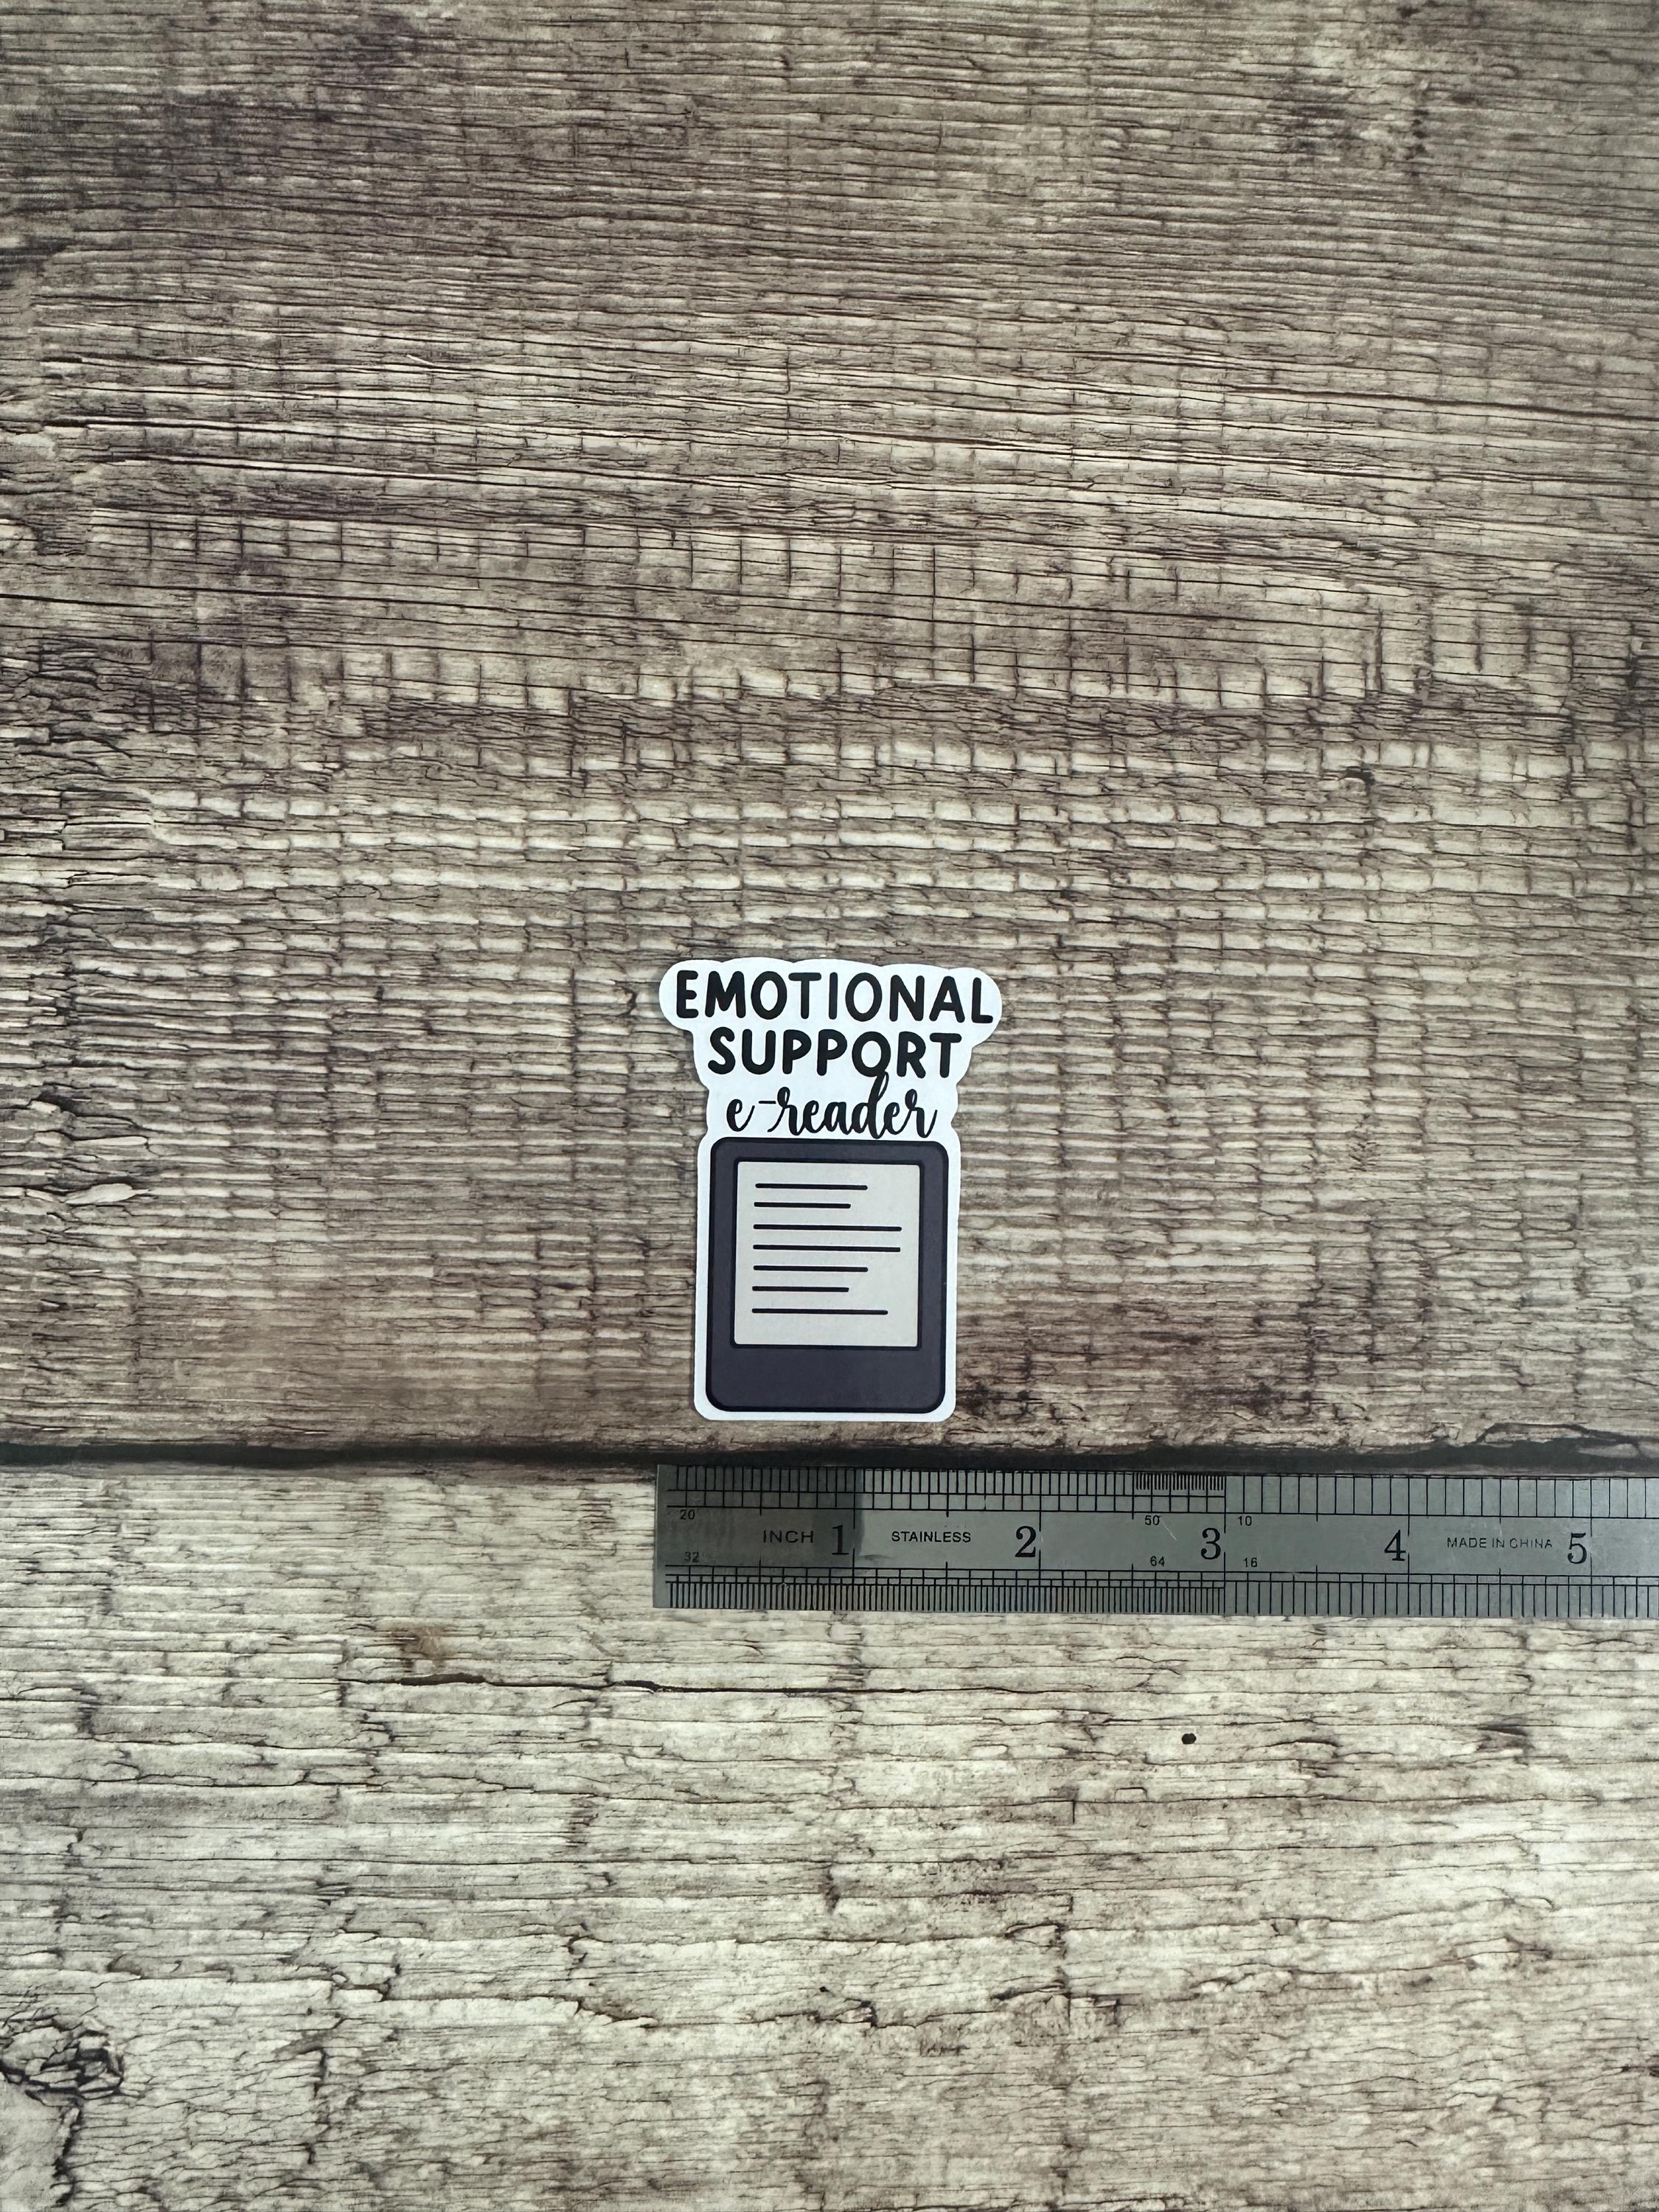 EMOTIONAL
SUPPORT
e-reader
20 50 10
INCH 1 STAINLESS 2 3 4 MADE IN CHINA 5
32 64 16